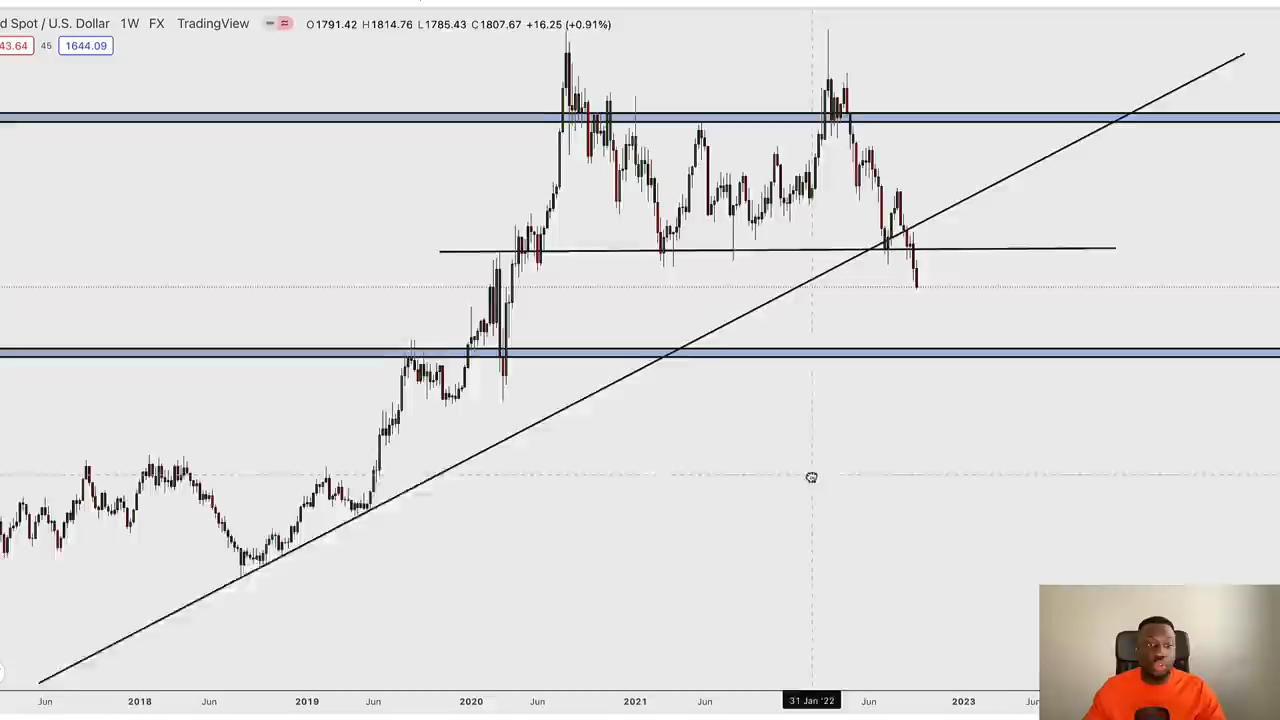 d Spot / U.S. Dollar 1W FX TradingView O1791.42 H1814.76 L1785.43 C1807.67 +16.25 (+0.91%)
43.64 45 1644.09
Jun 2018 Jun 2019 Jun 2020 Jun 2021 Jun 31 Jan '22 Jun 2023 Jun